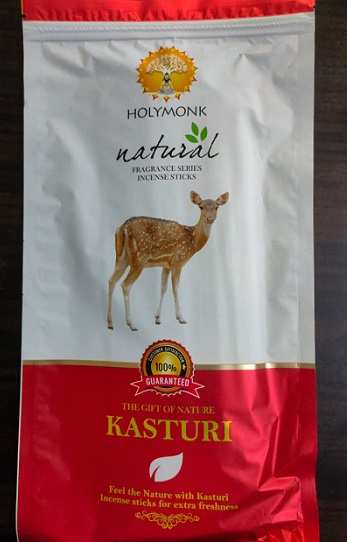 HOLYMONK
natural
FRAGRANCE SERIES
INCENSE STICKS
100%
GUARANTEED
THE GIFT OF NATURE
KASTURI
Feel the Nature with Kasturi
Incense sticks for extra freshness